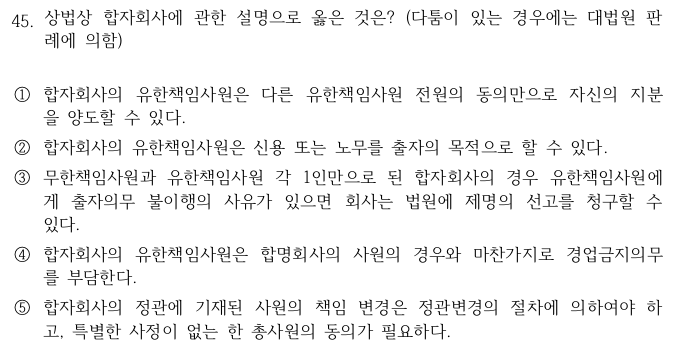 45. 상법상 합자회사에 관한 설명으로 옳은 것은? (다툼이 있는 경우에는 대법원 판
례에 의함)
① 합자회사의 유한책임사원은 다른 유한책임사원 전원의 동의만으로 자신의 지분
을 양도할 수 있다.
② 합자회사의 유한책임사원은 신용 또는 노무를 출자의 목적으로 할 수 있다.
③ 무한책임사원과 유한책임사원 각 1인만으로 된 합자회사의 경우 유한책임사원에
게 출자의무 불이행의 사유가 있으면 회사는 법원에 제명의 선고를 청구할 수
있다.
④ 합자회사의 유한책임사원은 합명회사의 사원의 경우와 마찬가지로 경업금지의무
를 부담한다.
⑤ 합자회사의 정관에 기재된 사원의 책임 변경은 정관변경의 절차에 의하여야 하
고, 특별한 사정이 없는 한 총사원의 동의가 필요하다.